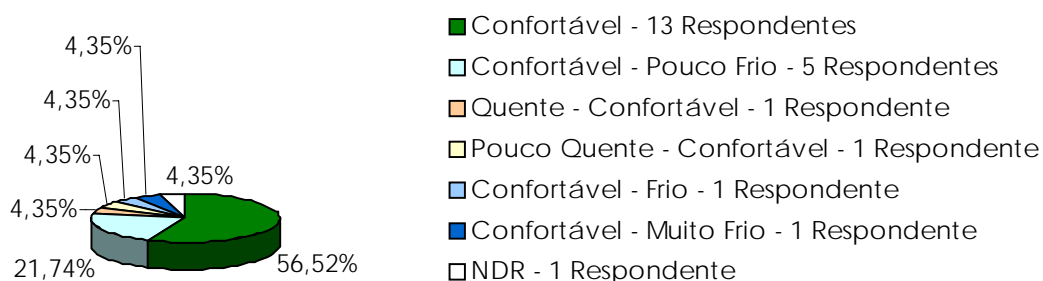 4,35%
4,35%
4,35%
4,35%
4,35%
21,74%
56,52%
Confortável - 13 Respondentes
Confortável - Pouco Frio - 5 Respondentes
Quente - Confortável - 1 Respondente
Pouco Quente - Confortável - 1 Respondente
Confortável - Frio - 1 Respondente
Confortável - Muito Frio - 1 Respondente
NDR - 1 Respondente